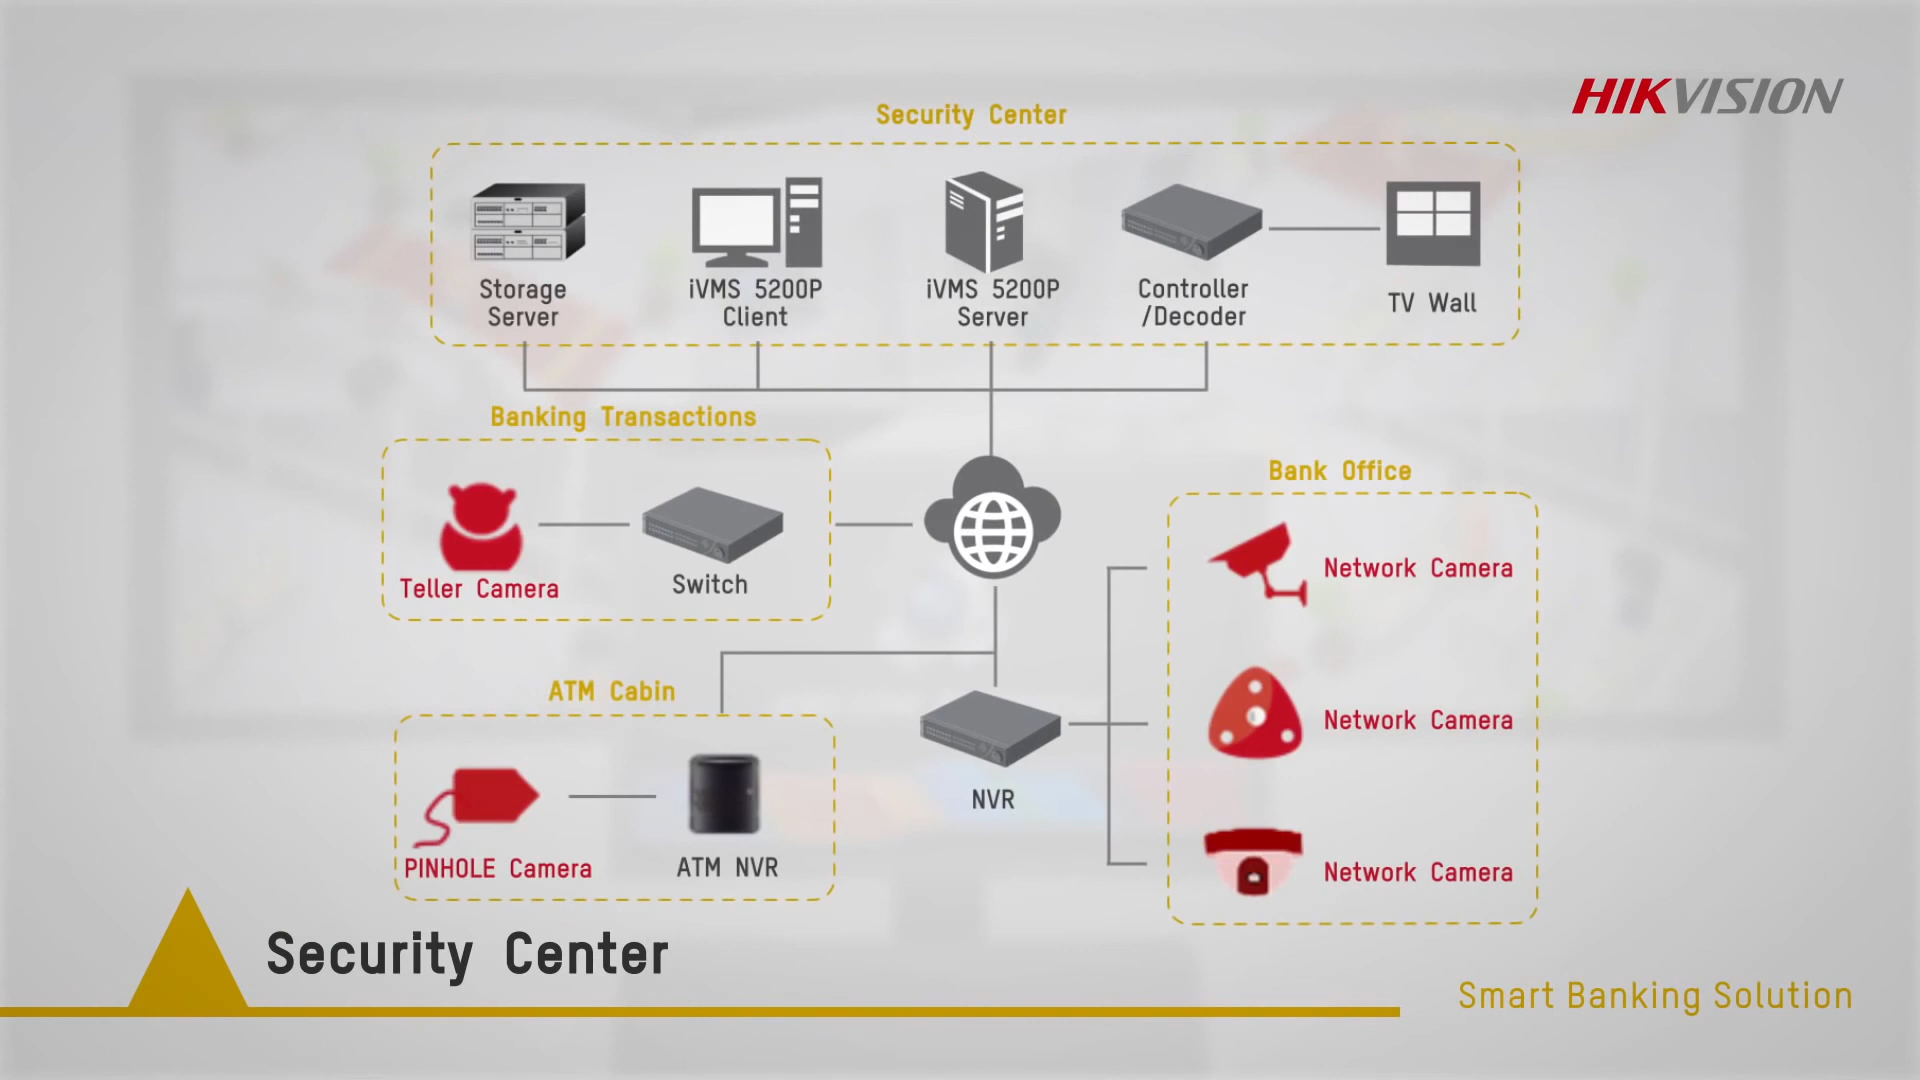 HIKVISION
Security Center
Storage
Server
iVMS 5200P
Client
iVMS 5200P
Server
Controller
/Decoder
TV Wall
Banking Transactions
Teller Camera
Switch
Bank Office
Network Camera
Network Camera
Network Camera
ATM Cabin
PINHOLE Camera
ATM NVR
NVR
Security Center
Smart Banking Solution